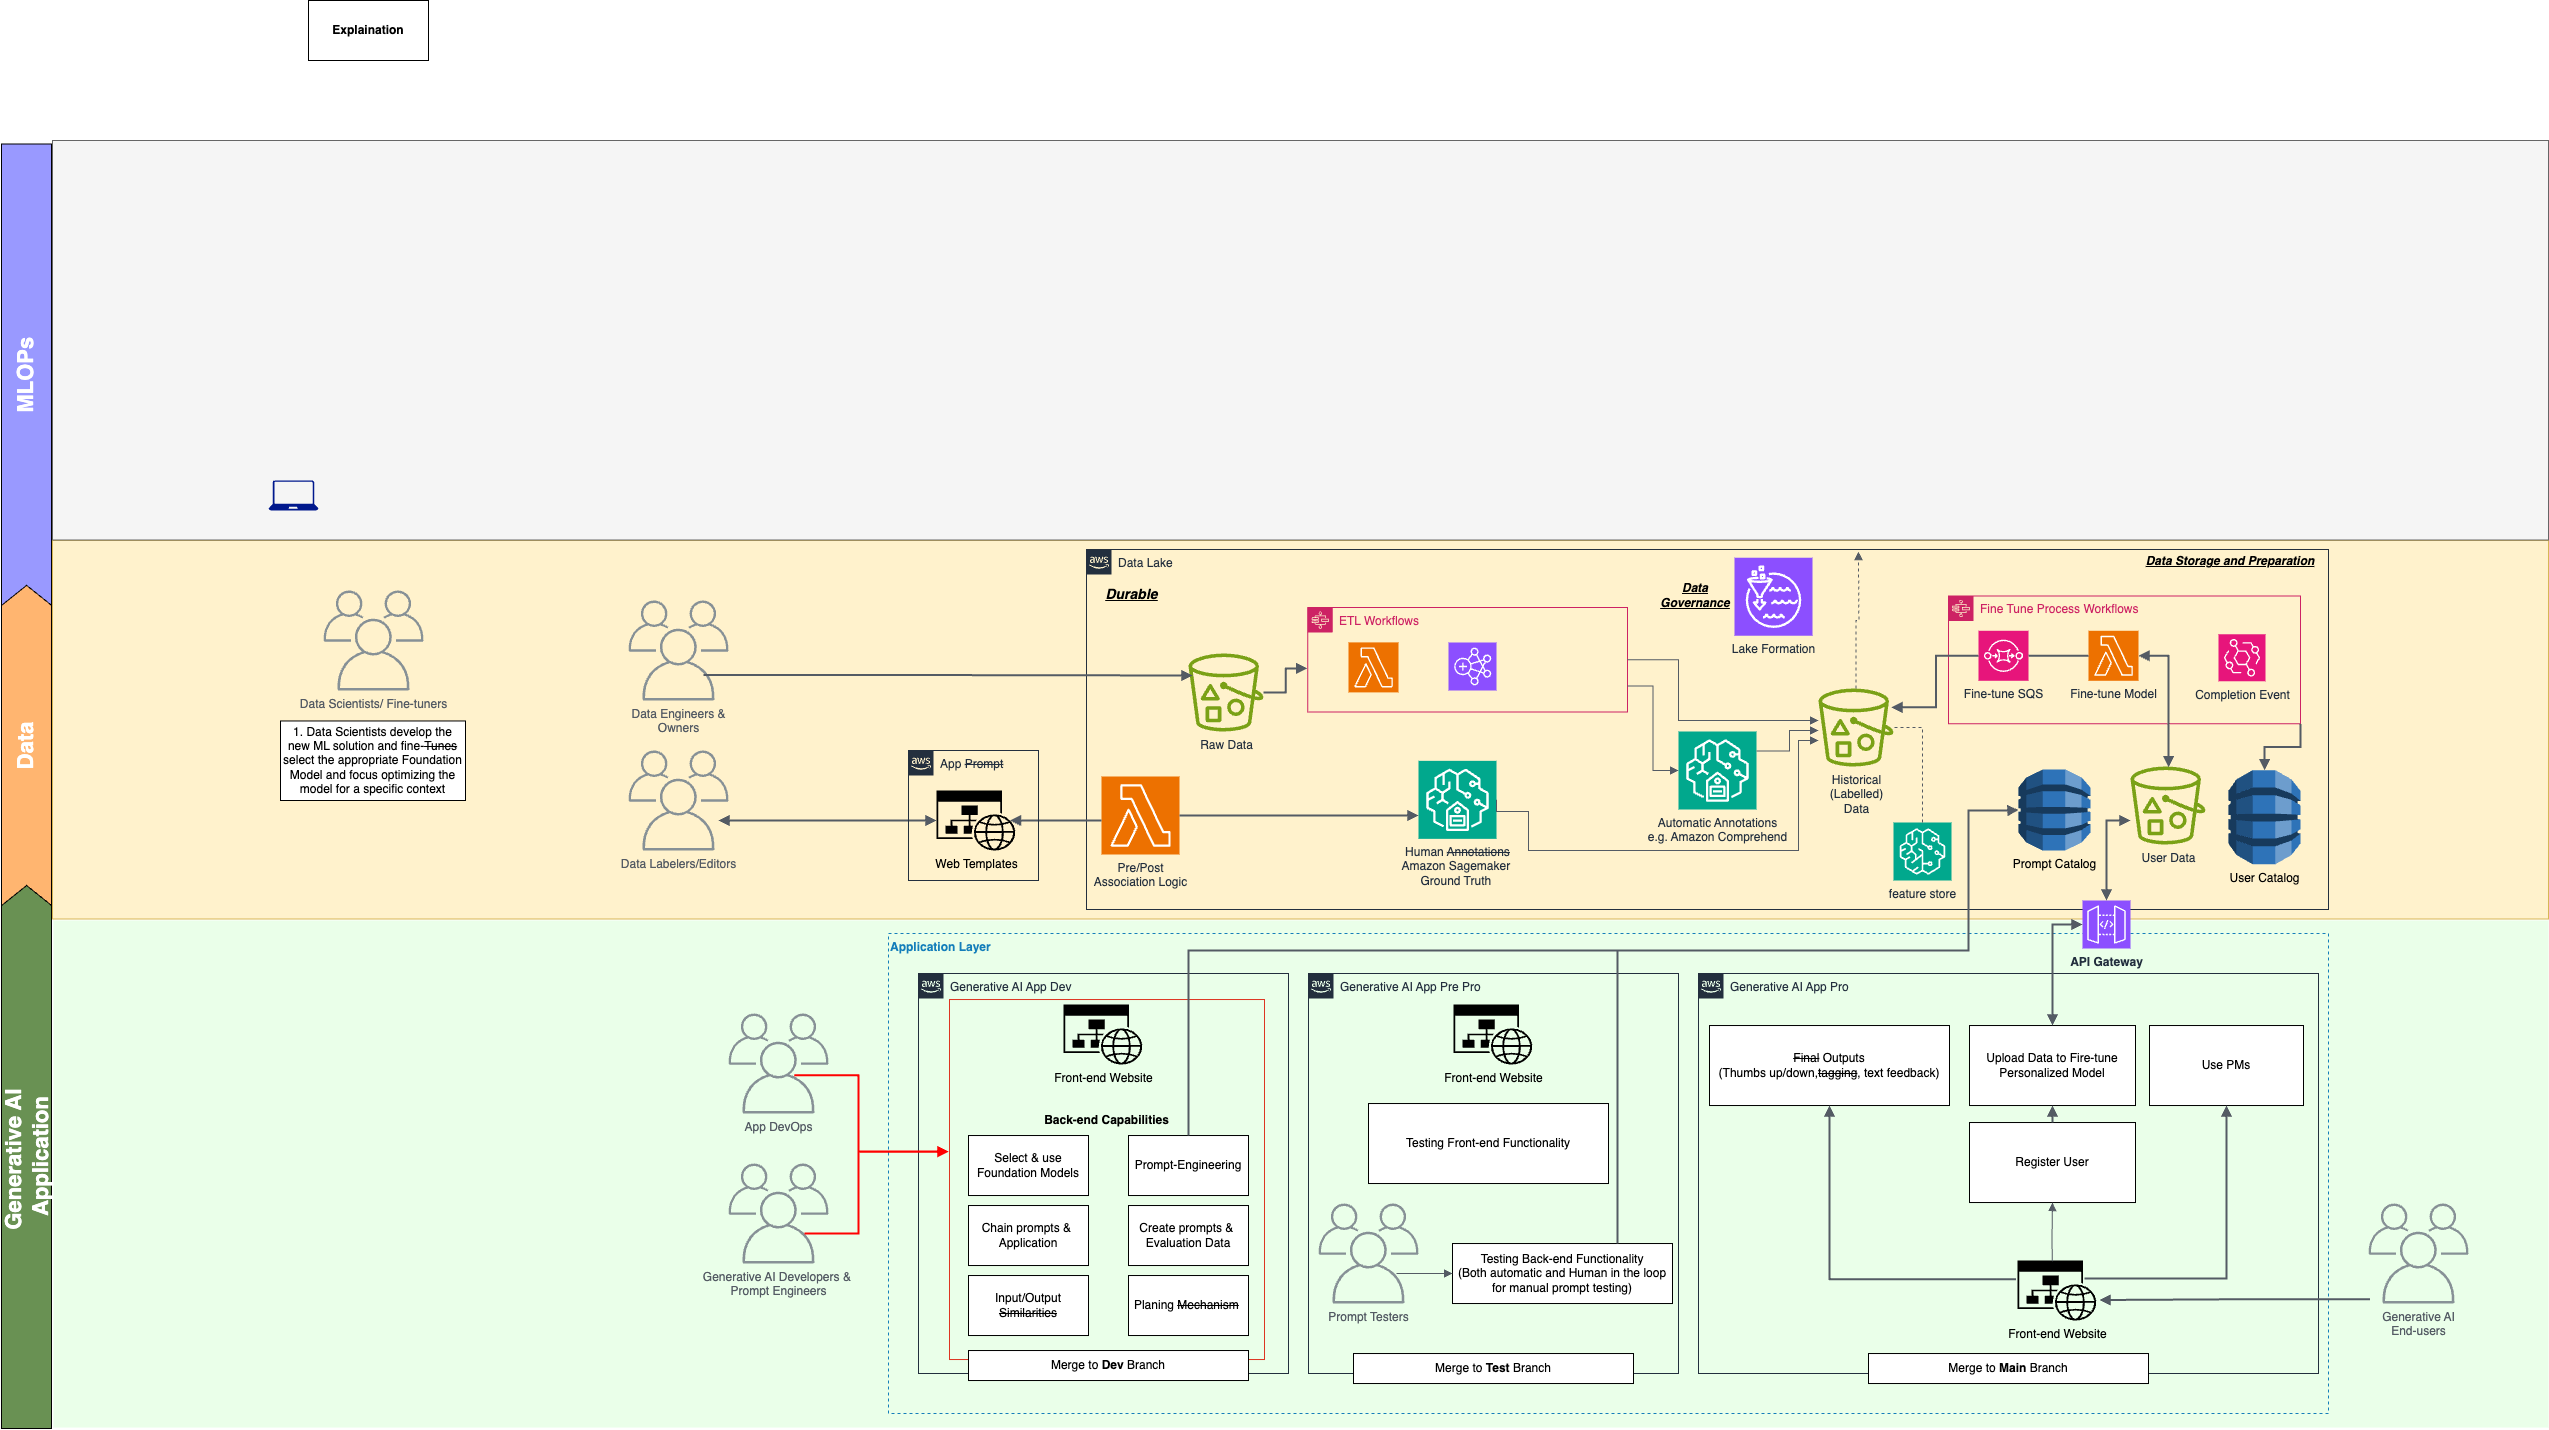 Explaination
MLOPs
Data
Generative AI
Application
Data Scientists/ Fine-tuners
1. Data Scientists develop the
new ML solution and fine-Tunes
select the appropriate Foundation
Model and focus optimizing the
model for a specific context
Data Engineers &
Owners
Data Labelers/Editors
aws
App Prompt
Web Templates
aws
Data Lake
Durable
Data Storage and Preparation
Raw Data
ETL Workflows
Data
Governance
Lake Formation
Fine Tune Process Workflows
Fine-tune SQS
Fine-tune Model
Completion Event
Pre/Post
Association Logic
Human Annotations
Amazon Sagemaker
Ground Truth
Automatic Annotations
e.g. Amazon Comprehend
Historical
(Labelled)
Data
feature store
Prompt Catalog
User Data
User Catalog
API Gateway
Application Layer
App DevOps
Generative AI Developers &
Prompt Engineers
aws
Generative AI App Dev
Front-end Website
Back-end Capabilities
Select & use
Foundation Models
Prompt-Engineering
Chain prompts &
Application
Create prompts &
Evaluation Data
Input/Output
Similarities
Planing Mechanism
Merge to Dev Branch
aws
Generative AI App Pre Pro
Front-end Website
Testing Front-end Functionality
Prompt Testers
Testing Back-end Functionality
(Both automatic and Human in the loop
for manual prompt testing)
Merge to Test Branch
aws
Generative AI App Pro
Final Outputs
(Thumbs up/down,tagging, text feedback)
Upload Data to Fire-tune
Personalized Model
Use PMs
Register User
Front-end Website
Merge to Main Branch
Generative AI
End-users